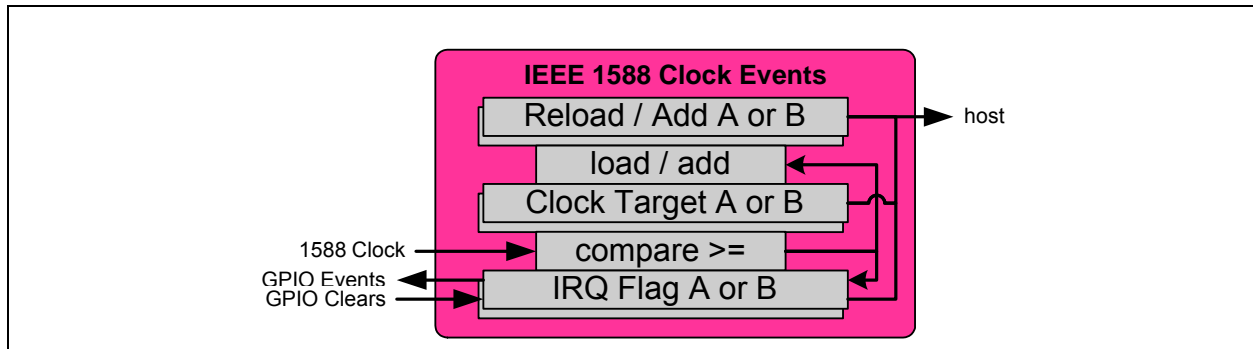 IEEE 1588 Clock Events
Reload / Add A or B
host
load / add
Clock Target A or B
1588 Clock
compare >=
GPIO Events
IRQ Flag A or B
GPIO Clears